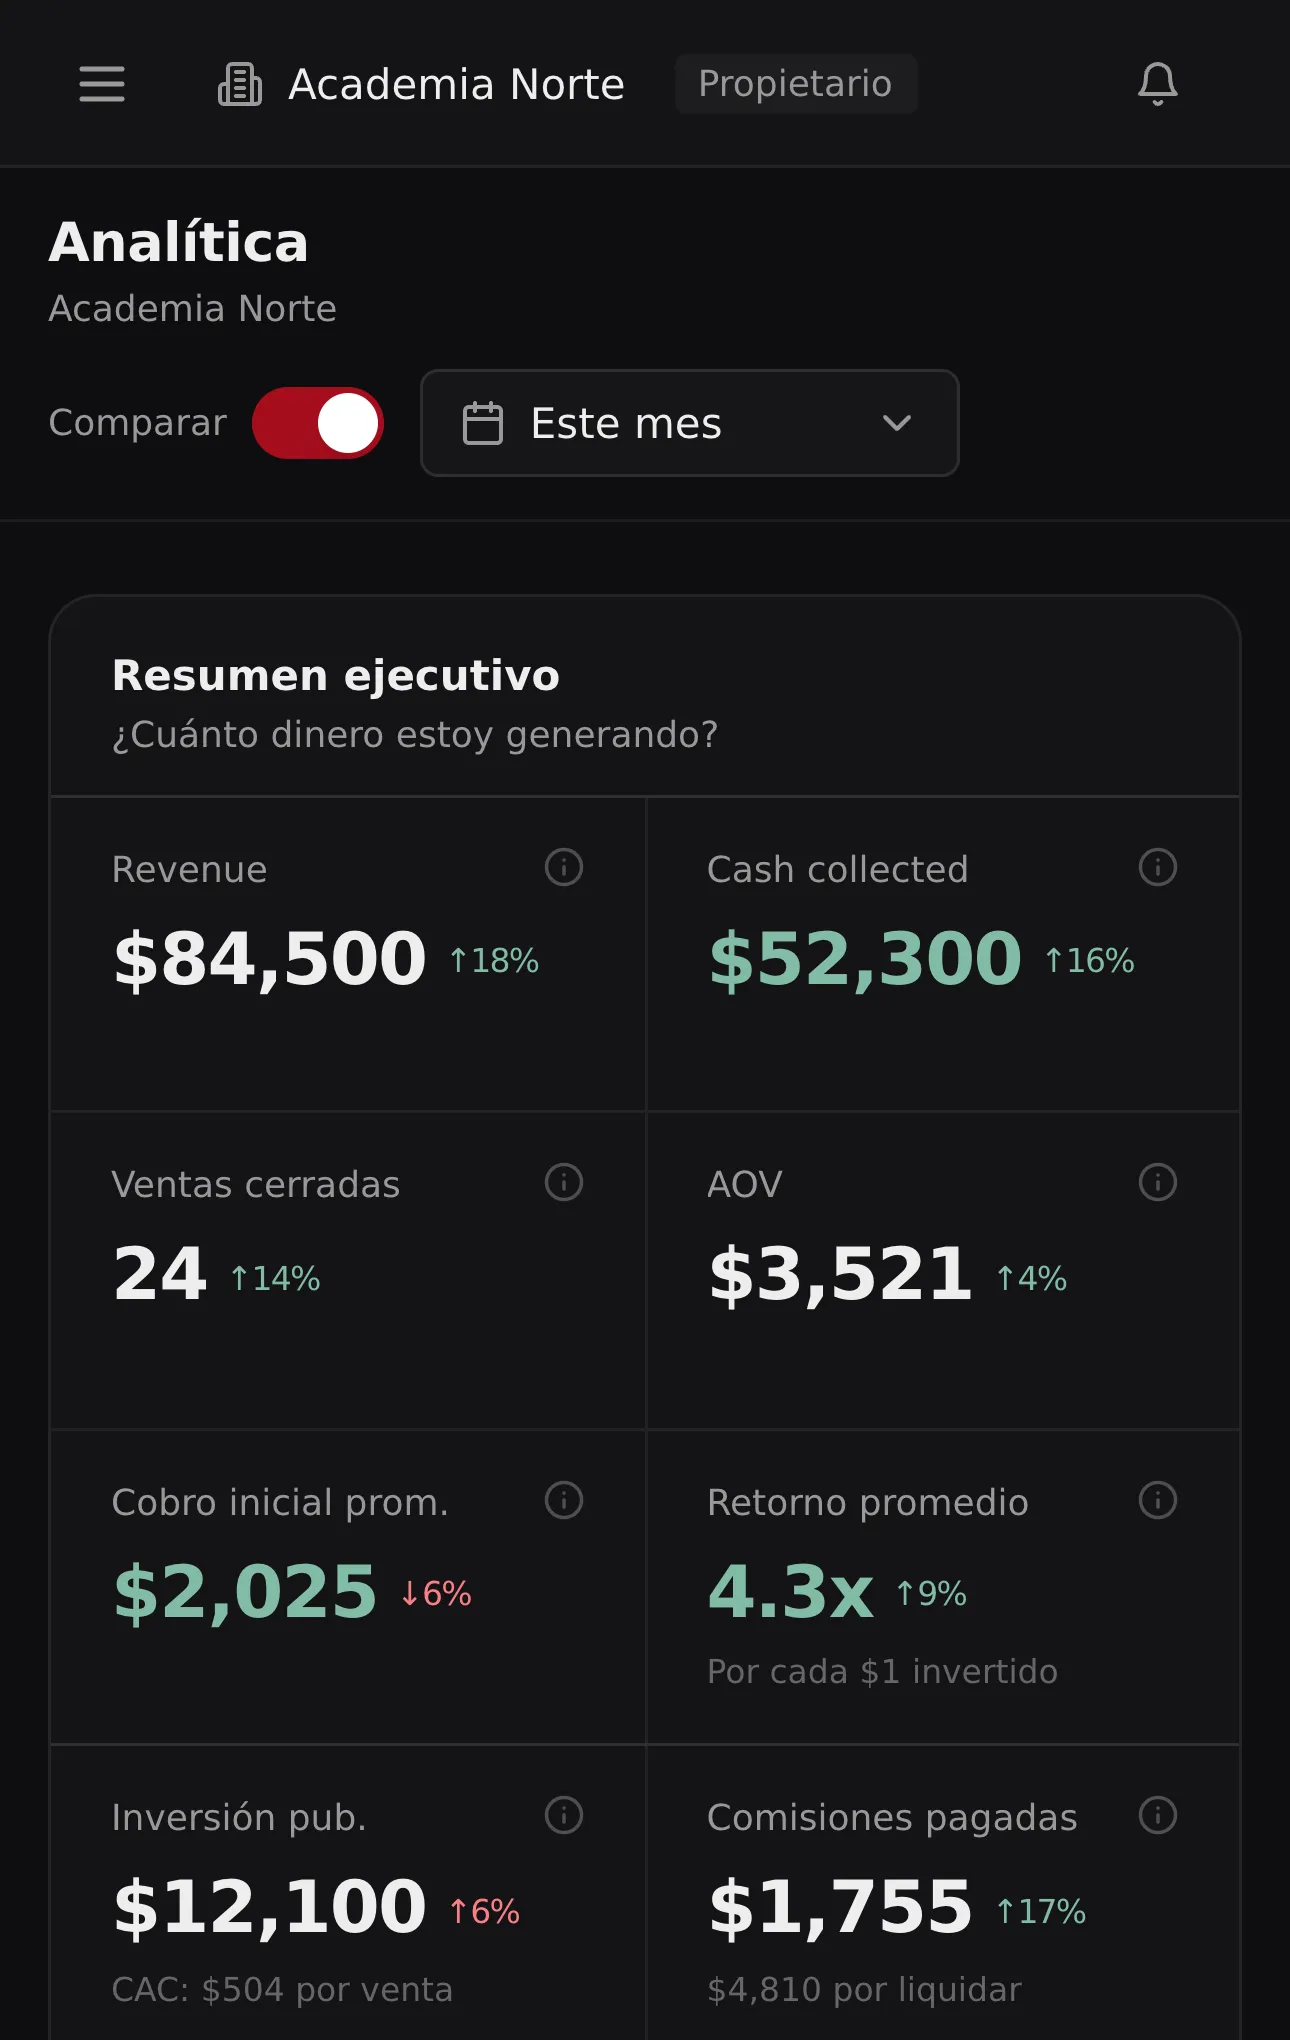 Academia Norte Propietario
Analítica
Academia Norte
Comparar Este mes
Resumen ejecutivo
¿Cuánto dinero estoy generando?
Revenue
$84,500 ↑18%
Cash collected
$52,300 ↑16%
Ventas cerradas
24 ↑14%
AOV
$3,521 ↑4%
Cobro inicial prom.
$2,025 ↓6%
Retorno promedio
4.3x ↑9%
Por cada $1 invertido
Inversión pub.
$12,100 ↑6%
CAC: $504 por venta
Comisiones pagadas
$1,755 ↑17%
$4,810 por liquidar